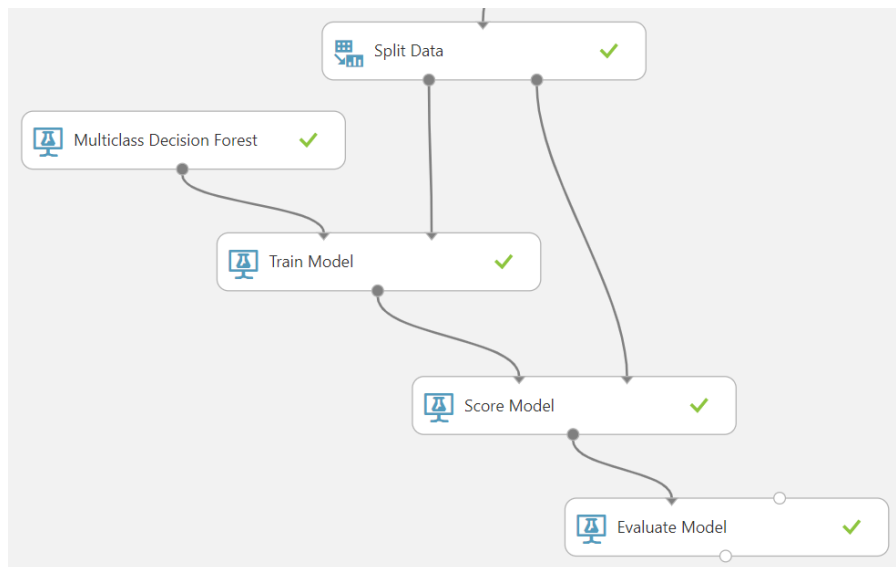 Split Data
Multiclass Decision Forest
Train Model
Score Model
Evaluate Model